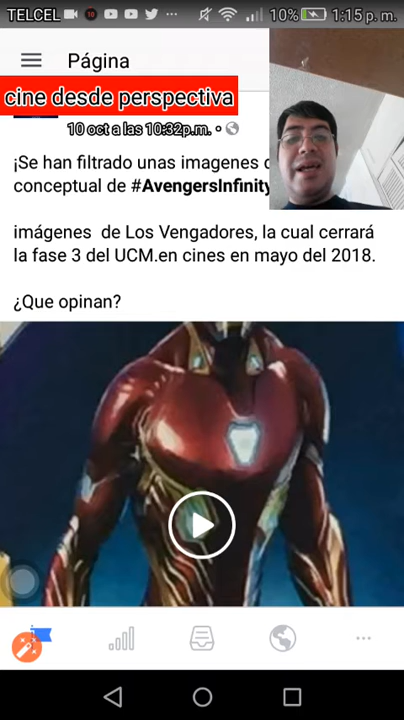 TELCEL 10% 1:15 p. m.
Página
cine desde perspectiva
10 oct a las 10:32p.m. •
¡Se han filtrado unas imagenes
conceptual de #AvengersInfinity
imágenes de Los Vengadores, la cual cerrará
la fase 3 del UCM.en cines en mayo del 2018.
¿Que opinan?